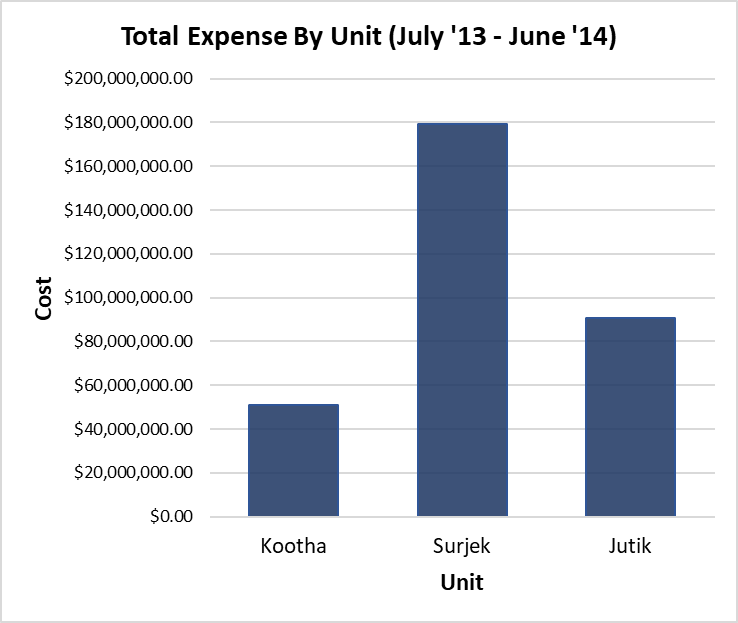 Total Expense By Unit (July '13 - June '14)
$200,000,000.00
$180,000,000.00
$160,000,000.00
$140,000,000.00
$120,000,000.00
$100,000,000.00
$80,000,000.00
$60,000,000.00
$40,000,000.00
$20,000,000.00
$0.00
Cost
Kootha Surjek Jutik
Unit